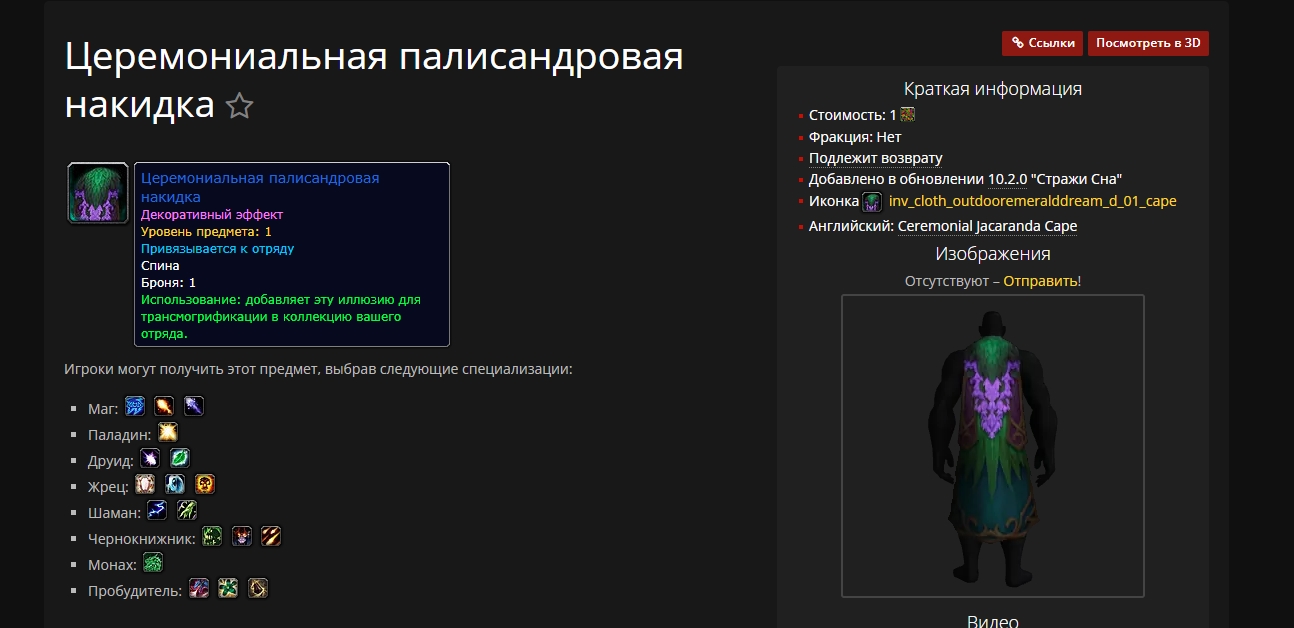 Церемониальная палисандровая
накидка
Церемониальная палисандровая
накидка
Декоративный эффект
Уровень предмета: 1
Привязывается к отряду
Спина
Броня: 1
Использование: добавляет эту иллюзию для
трансмогрификации в коллекцию вашего
отряда.
Игроки могут получить этот предмет, выбрав следующие специализации:
Маг:
Паладин:
Друид:
Жрец:
Шаман:
Чернокнижник:
Монах:
Пробудитель:
Ссылки
Посмотреть в 3D
Краткая информация
Стоимость: 1
Фракция: Нет
Подлежит возврату
Добавлено в обновлении 10.2.0 "Стражи Сна"
Иконка inv_cloth_outdooremeralddream_d_01_cape
Английский: Ceremonial Jacaranda Cape
Изображения
Отсутствуют – Отправить!
Видео